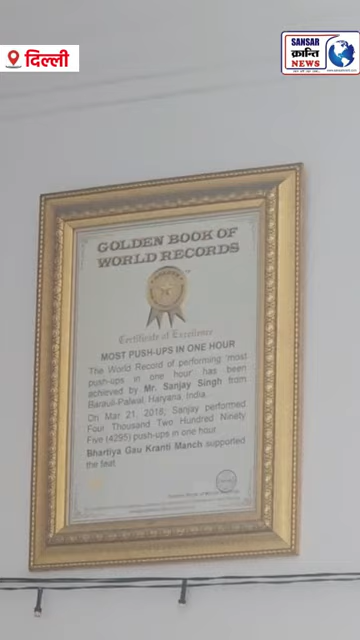 दिल्ली
SANSAR
क्रान्ति
NEWS
GOLDEN BOOK OF
WORLD RECORDS
Certificate of Excellence
MOST PUSH-UPS IN ONE HOUR
The World Record of performing 'most
push-ups in one hour' has been
achieved by Mr. Sanjay Singh from
Barauli-Palwal, Haryana, India.
On Mar 21, 2018, Sanjay performed
Four Thousand Two Hundred Ninety
Five (4295) push-ups in one hour.
Bhartiya Gau Kranti Manch supported
the feat.